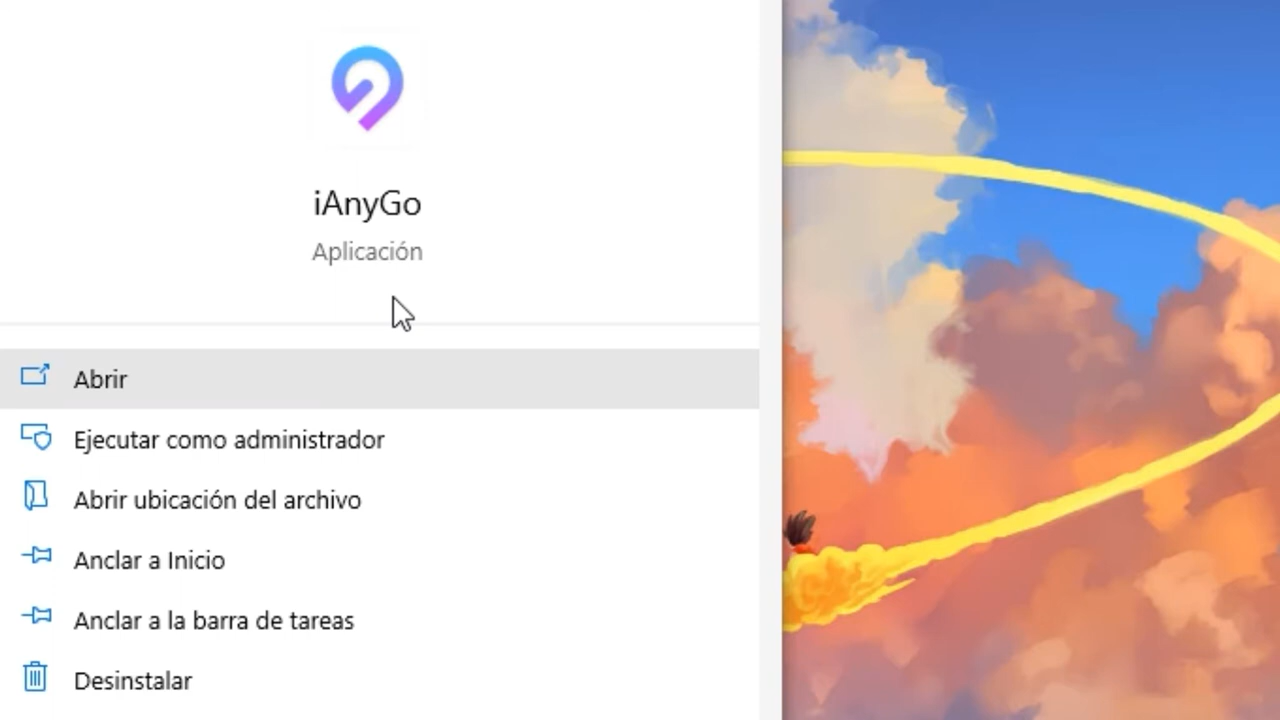 iAnyGo
Aplicación
Abrir
Ejecutar como administrador
Abrir ubicación del archivo
Anclar a Inicio
Anclar a la barra de tareas
Desinstalar